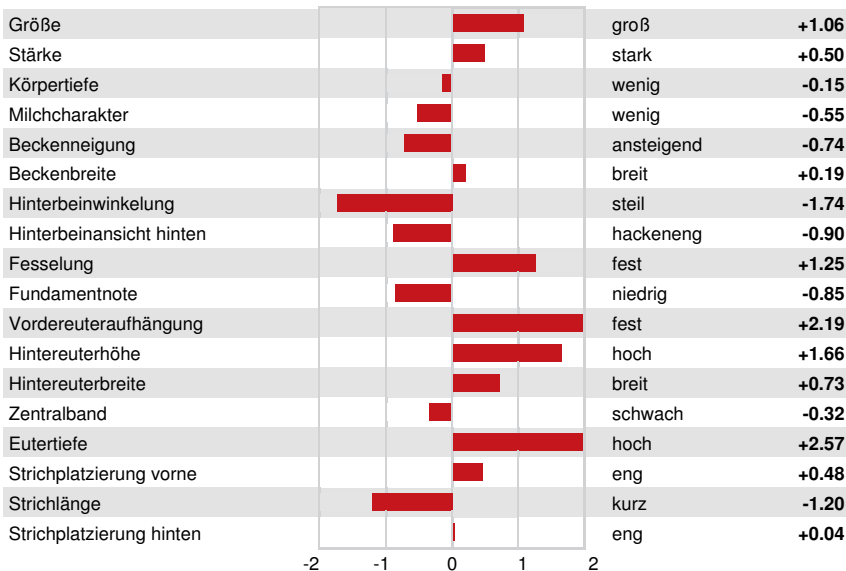 Größe groß +1.06
Stärke stark +0.50
Körpertiefe wenig -0.15
Milchcharakter wenig -0.55
Beckenneigung ansteigend -0.74
Beckenbreite breit +0.19
Hinterbeinwinkelung steil -1.74
Hinterbeinansicht hinten hackeneng -0.90
Fesselung fest +1.25
Fundamentnote niedrig -0.85
Vordereuteraufhängung fest +2.19
Hintereuterhöhe hoch +1.66
Hintereuterbreite breit +0.73
Zentralband schwach -0.32
Eutertiefe hoch +2.57
Strichplatzierung vorne eng +0.48
Strichlänge kurz -1.20
Strichplatzierung hinten eng +0.04
-2 -1 0 1 2